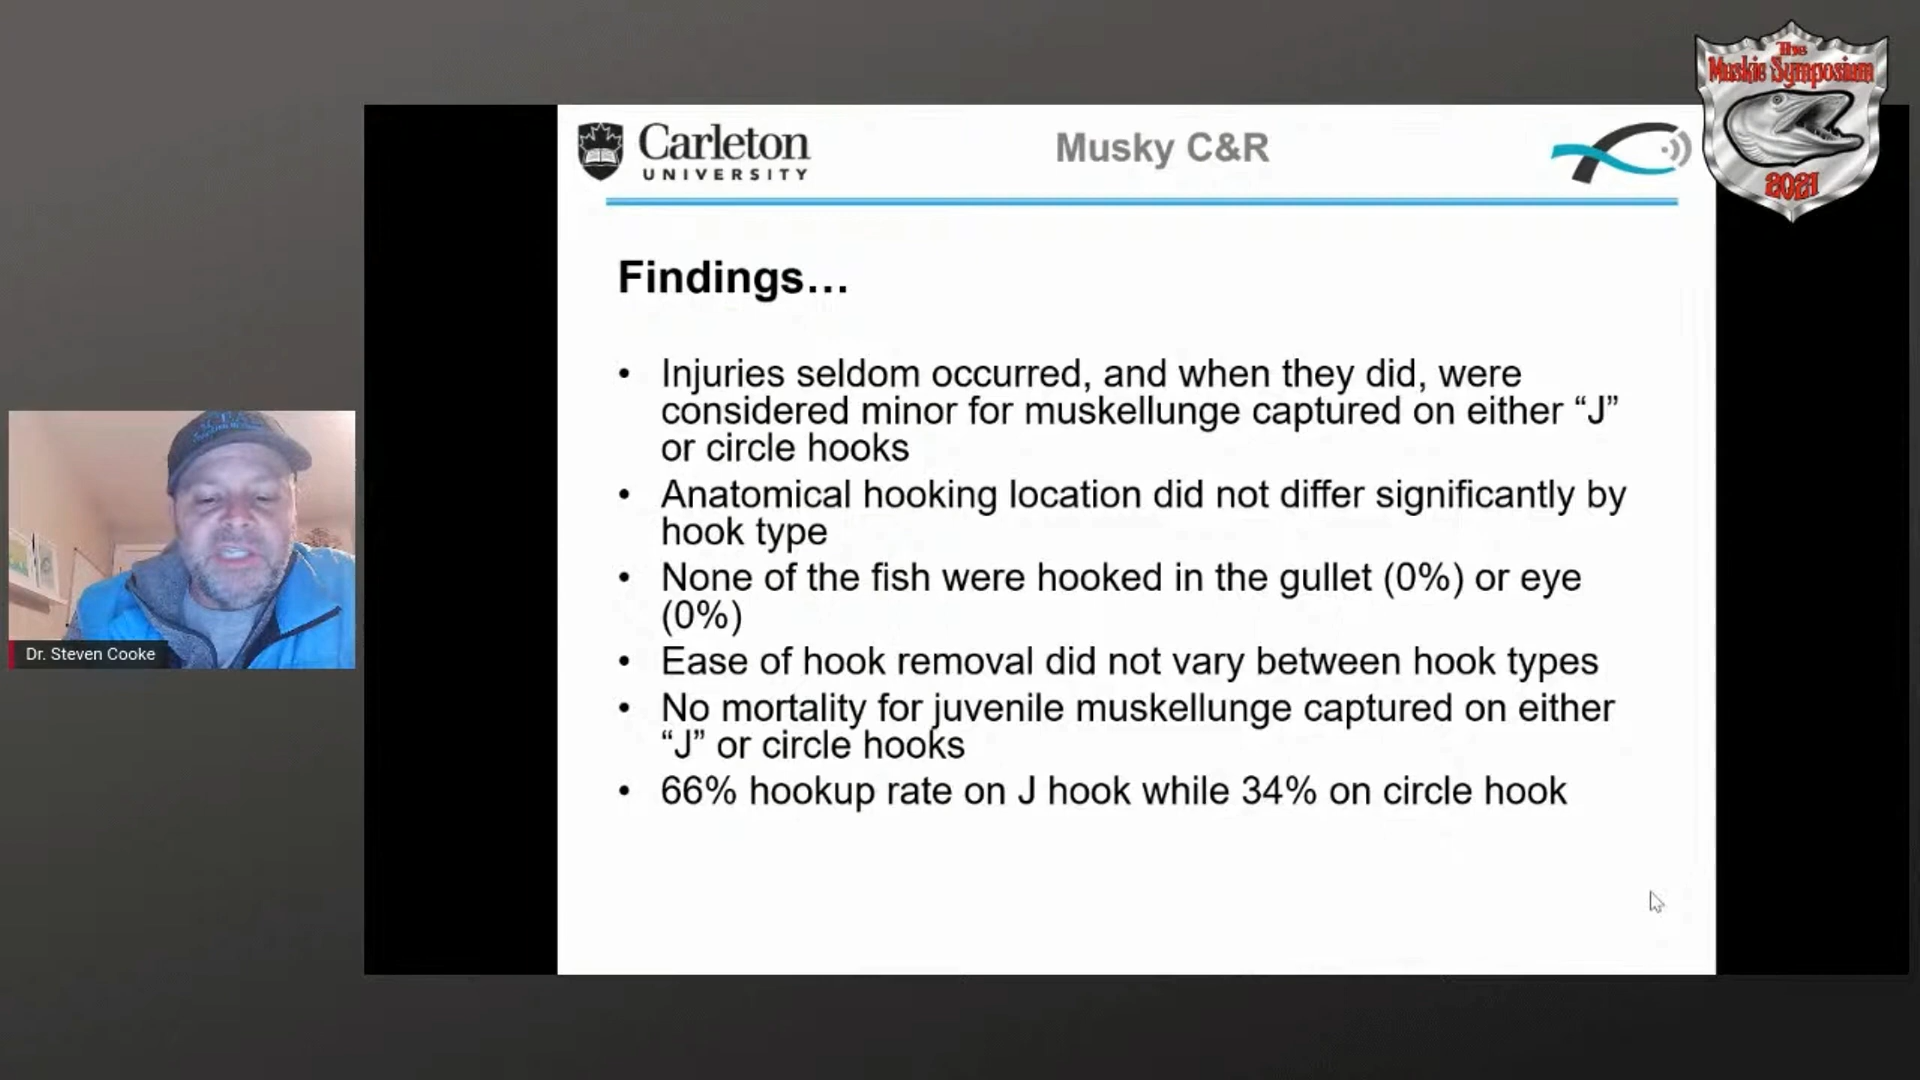 The
Muskie Symposium
2021
Carleton
UNIVERSITY
Musky C&R
Findings…
• Injuries seldom occurred, and when they did, were
considered minor for muskellunge captured on either “J”
or circle hooks
• Anatomical hooking location did not differ significantly by
hook type
• None of the fish were hooked in the gullet (0%) or eye
(0%)
• Ease of hook removal did not vary between hook types
• No mortality for juvenile muskellunge captured on either
“J” or circle hooks
• 66% hookup rate on J hook while 34% on circle hook
Dr. Steven Cooke